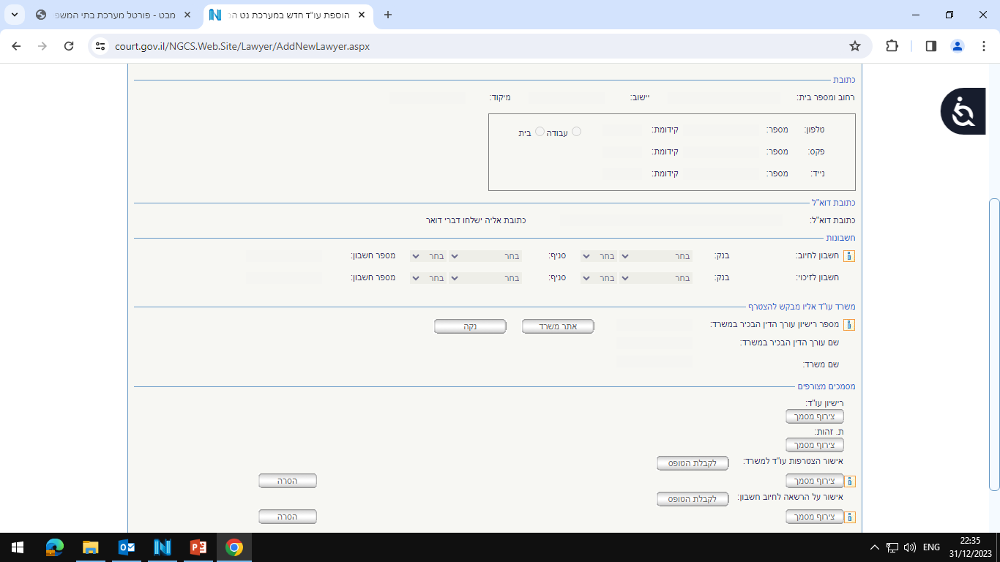 מבט - פורטל מערכת בתי המשפ
הוספת עו"ד חדש במערכת נט
court.gov.il/NGCS.Web.Site/Lawyer/AddNewLawyer.aspx
כתובת
רחוב ומספר בית: יישוב: מיקוד:
טלפון: מספר: קידומת: עבודה בית
פקס: מספר: קידומת:
נייד: מספר: קידומת:
כתובת דוא"ל
כתובת דוא"ל: כתובת אליה ישלחו דברי דואר
חשבונות
חשבון לחיוב: בנק: בחר בחר סניף: בחר בחר מספר חשבון:
חשבון לזיכוי: בנק: בחר בחר סניף: בחר בחר מספר חשבון:
משרד עו"ד אליו מבקש להצטרף
מספר רישיון עורך הדין הבכיר במשרד: אתר משרד נקה
שם עורך הדין הבכיר במשרד:
שם משרד:
מסמכים מצורפים
רישיון עו"ד:
צירוף מסמך
ת. זהות:
צירוף מסמך
אישור הצטרפות עו"ד למשרד: לקבלת הטופס
צירוף מסמך הסרה
אישור על הרשאה לחיוב חשבון: לקבלת הטופס
צירוף מסמך הסרה
ENG
22:35
31/12/2023